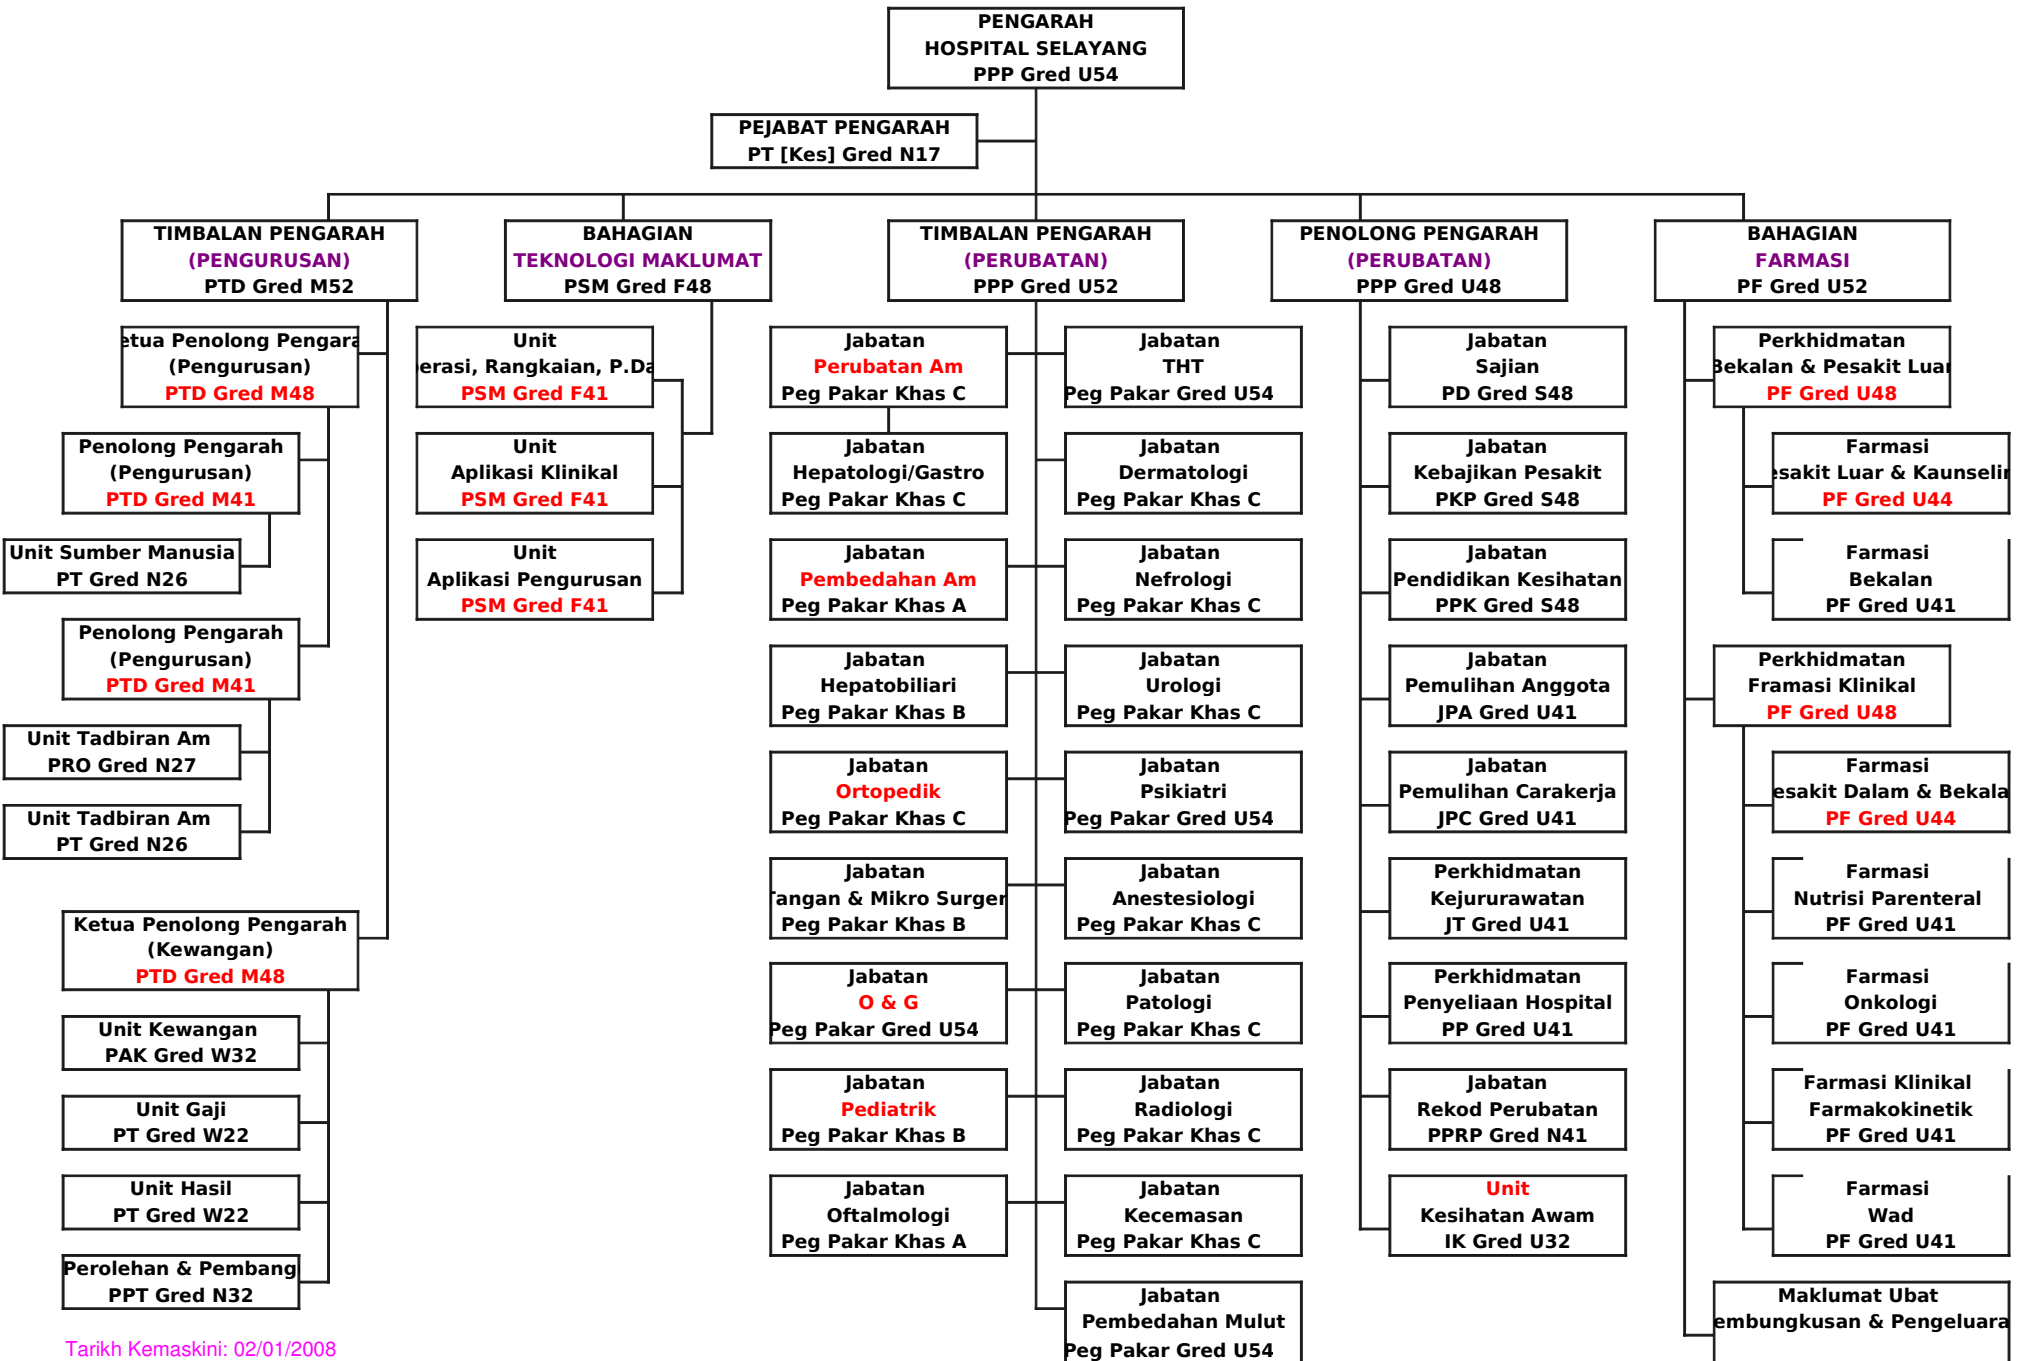 PENGARAH
HOSPITAL SELAYANG
PPP Gred U54
PEJABAT PENGARAH
PT [Kes] Gred N17
TIMBALAN PENGARAH
(PENGURUSAN)
PTD Gred M52
BAHAGIAN
TEKNOLOGI MAKLUMAT
PSM Gred F48
TIMBALAN PENGARAH
(PERUBATAN)
PPP Gred U52
PENOLONG PENGARAH
(PERUBATAN)
PPP Gred U48
BAHAGIAN
FARMASI
PF Gred U52
etua Penolong Pengara
(Pengurusan)
PTD Gred M48
Penolong Pengarah
(Pengurusan)
PTD Gred M41
Unit Sumber Manusia
PT Gred N26
Penolong Pengarah
(Pengurusan)
PTD Gred M41
Unit Tadbiran Am
PRO Gred N27
Unit Tadbiran Am
PT Gred N26
Ketua Penolong Pengarah
(Kewangan)
PTD Gred M48
Unit Kewangan
PAK Gred W32
Unit Gaji
PT Gred W22
Unit Hasil
PT Gred W22
Perolehan & Pembang
PPT Gred N32
Unit
erasi, Rangkaian, P.Da
PSM Gred F41
Unit
Aplikasi Klinikal
PSM Gred F41
Unit
Aplikasi Pengurusan
PSM Gred F41
Jabatan
Perubatan Am
Peg Pakar Khas C
Jabatan
Hepatologi/Gastro
Peg Pakar Khas C
Jabatan
Pembedahan Am
Peg Pakar Khas A
Jabatan
Hepatobiliari
Peg Pakar Khas B
Jabatan
Ortopedik
Peg Pakar Khas C
Jabatan
Tangan & Mikro Surger
Peg Pakar Khas B
Jabatan
O & G
Peg Pakar Gred U54
Jabatan
Pediatrik
Peg Pakar Khas B
Jabatan
Oftalmologi
Peg Pakar Khas A
Jabatan
THT
Peg Pakar Gred U54
Jabatan
Dermatologi
Peg Pakar Khas C
Jabatan
Nefrologi
Peg Pakar Khas C
Jabatan
Urologi
Peg Pakar Khas C
Jabatan
Psikiatri
Peg Pakar Gred U54
Jabatan
Anestesiologi
Peg Pakar Khas C
Jabatan
Patologi
Peg Pakar Khas C
Jabatan
Radiologi
Peg Pakar Khas C
Jabatan
Kecemasan
Peg Pakar Khas C
Jabatan
Pembedahan Mulut
Peg Pakar Gred U54
Jabatan
Sajian
PD Gred S48
Jabatan
Kebajikan Pesakit
PKP Gred S48
Jabatan
Pendidikan Kesihatan
PPK Gred S48
Jabatan
Pemulihan Anggota
JPA Gred U41
Jabatan
Pemulihan Carakerja
JPC Gred U41
Perkhidmatan
Kejururawatan
JT Gred U41
Perkhidmatan
Penyeliaan Hospital
PP Gred U41
Jabatan
Rekod Perubatan
PPRP Gred N41
Unit
Kesihatan Awam
IK Gred U32
Perkhidmatan
Bekalan & Pesakit Luar
PF Gred U48
Farmasi
esakit Luar & Kaunselin
PF Gred U44
Farmasi
Bekalan
PF Gred U41
Perkhidmatan
Framasi Klinikal
PF Gred U48
Farmasi
esakit Dalam & Bekala
PF Gred U44
Farmasi
Nutrisi Parenteral
PF Gred U41
Farmasi
Onkologi
PF Gred U41
Farmasi Klinikal
Farmakokinetik
PF Gred U41
Farmasi
Wad
PF Gred U41
Maklumat Ubat
embungkusan & Pengeluara
Tarikh Kemaskini: 02/01/2008